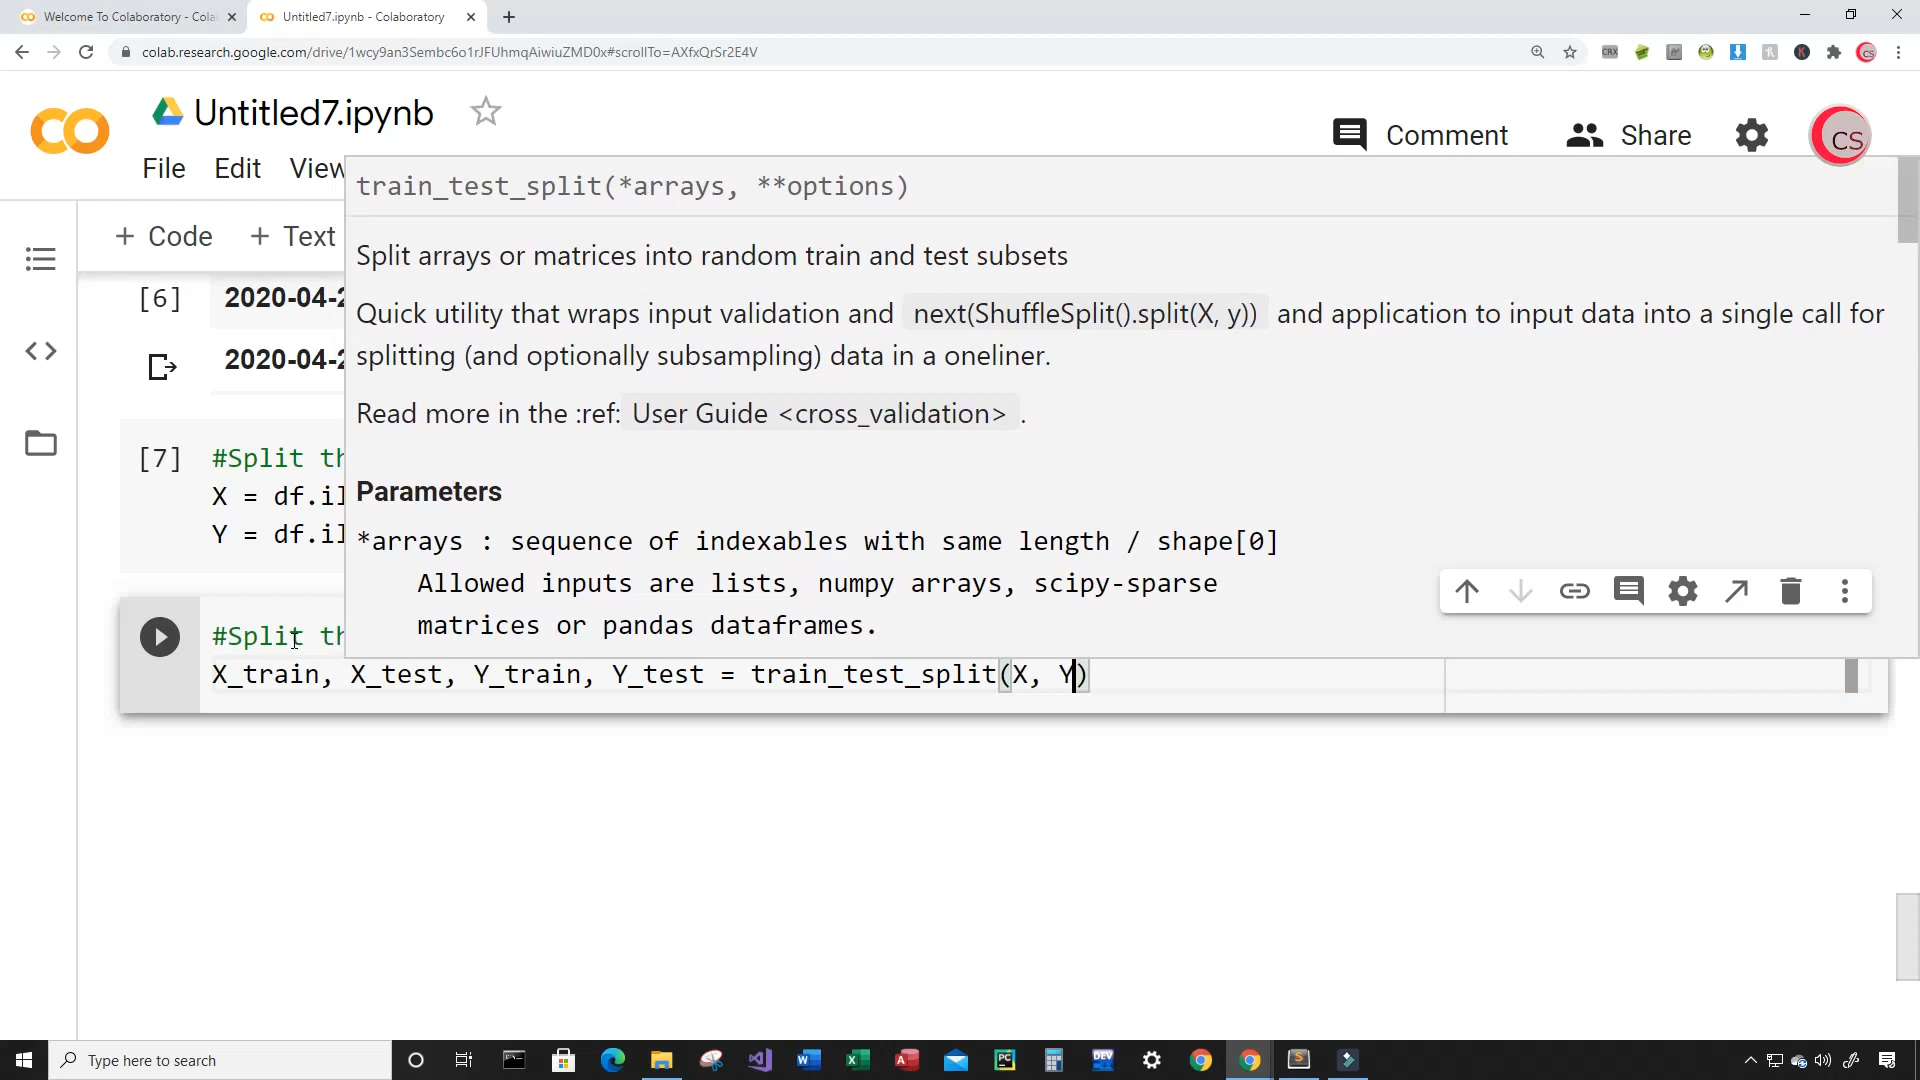 Welcome To Colaboratory - Cola
Untitled7.ipynb - Colaboratory
colab.research.google.com/drive/1wcy9an3Sembc6o1rJFUhmqAiwiuZMD0x#scrollTo=AXfxQrSr2E4V
CRX
CS
Untitled7.ipynb
Comment
Share
CS
File Edit View
train_test_split(*arrays, **options)
+ Code + Text
Split arrays or matrices into random train and test subsets
[6] 2020-04-2
Quick utility that wraps input validation and next(ShuffleSplit().split(X, y)) and application to input data into a single call for
splitting (and optionally subsampling) data in a oneliner.
2020-04-2
Read more in the :ref: User Guide <cross_validation> .
[7] #Split th
X = df.il
Y = df.il
Parameters
*arrays : sequence of indexables with same length / shape[0]
Allowed inputs are lists, numpy arrays, scipy-sparse
matrices or pandas dataframes.
#Split th
X_train, X_test, Y_train, Y_test = train_test_split(X, Y)
Type here to search
PC
DEV